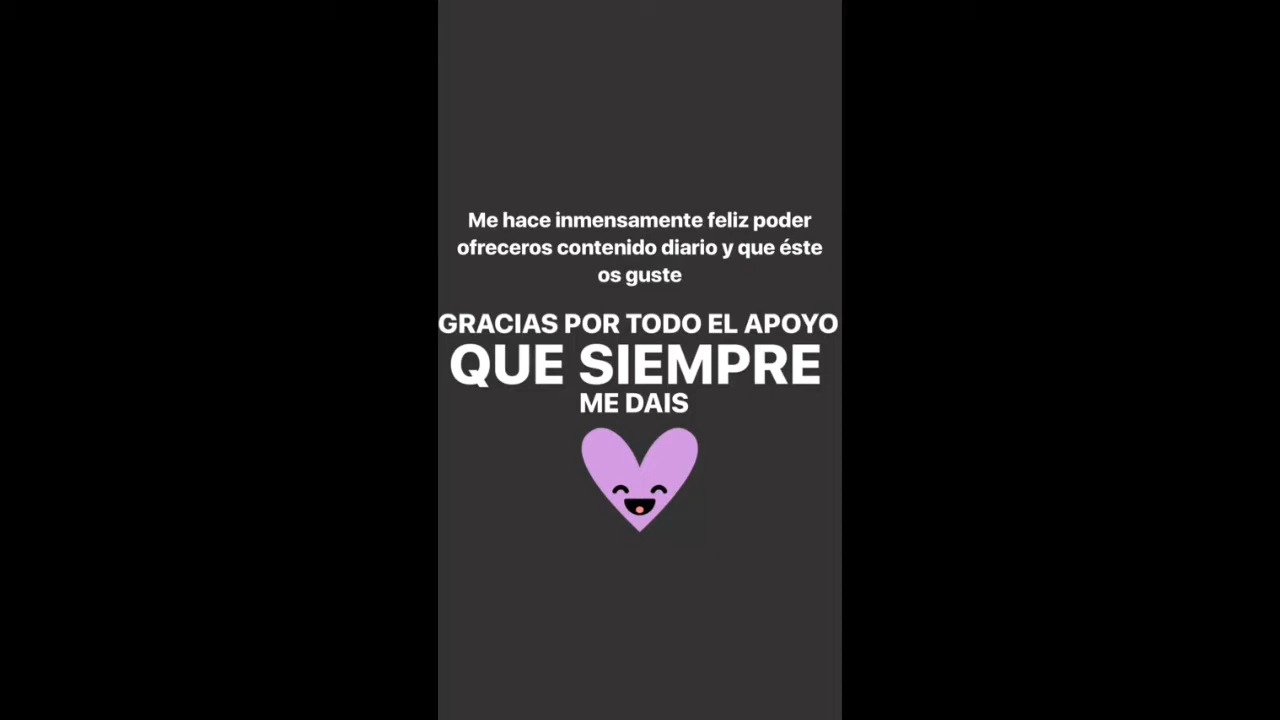 Me hace inmensamente feliz poder
ofreceros contenido diario y que éste
os guste
GRACIAS POR TODO EL APOYO
QUE SIEMPRE
ME DAIS